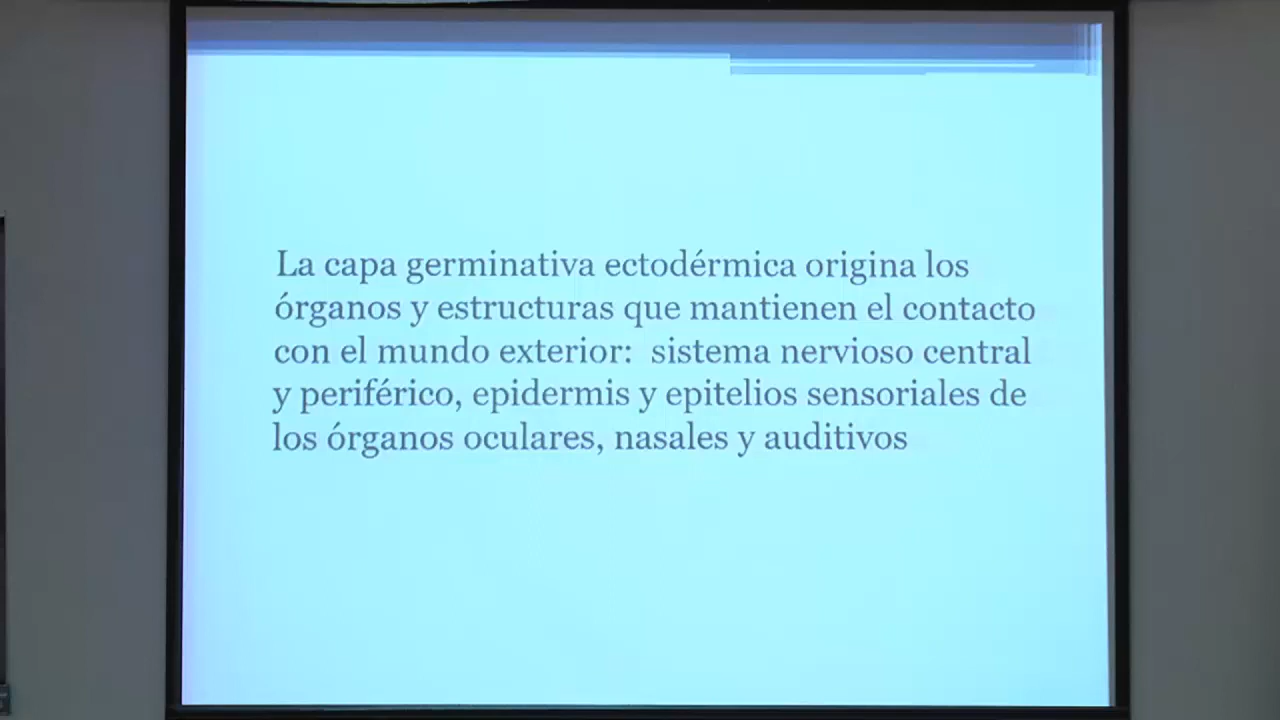 La capa germinativa ectodérmica origina los
órganos y estructuras que mantienen el contacto
con el mundo exterior: sistema nervioso central
y periférico, epidermis y epitelios sensoriales de
los órganos oculares, nasales y auditivos